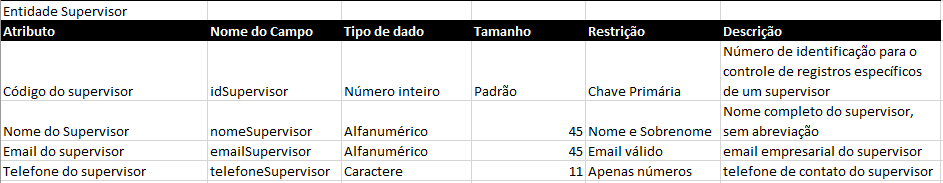 Entidade Supervisor
Atributo Nome do Campo Tipo de dado Tamanho Restrição Descrição
Número de identificação para o
controle de registros específicos
Código do supervisor idSupervisor Número inteiro Padrão Chave Primária de um supervisor
Nome completo do supervisor,
Nome do Supervisor nomeSupervisor Alfanumérico 45 Nome e Sobrenome sem abreviação
Email do supervisor emailSupervisor Alfanumérico 45 Email válido email empresarial do supervisor
Telefone do supervisor telefoneSupervisor Caractere 11 Apenas números telefone de contato do supervisor